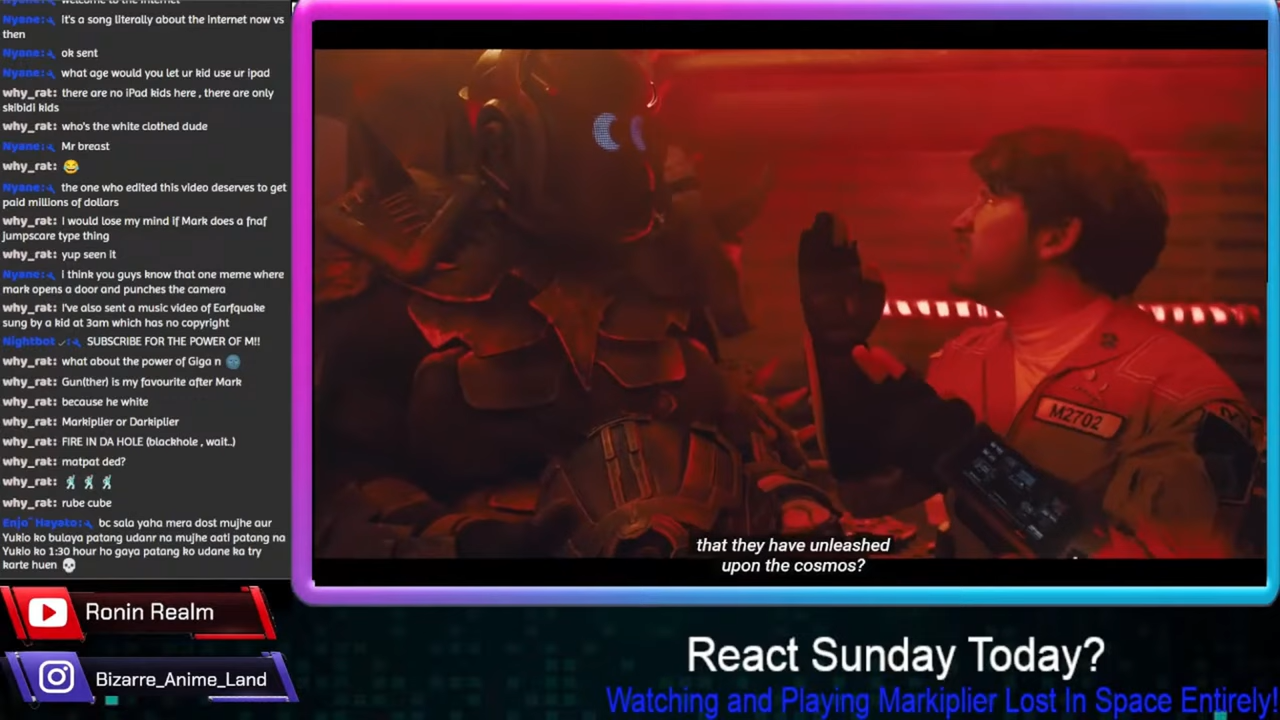 Nyane: welcome to the internet
Nyane: it's a song literally about the internet now vs
then
Nyane: ok sent
Nyane: what age would you let ur kid use ur ipad
why_rat: there are no iPad kids here , there are only
skibidi kids
why_rat: who's the white clothed dude
Nyane: Mr breast
why_rat: 😂
Nyane: the one who edited this video deserves to get
paid millions of dollars
why_rat: I would lose my mind if Mark does a fnaf
jumpscare type thing
why_rat: yup seen it
Nyane: i think you guys know that one meme where
mark opens a door and punches the camera
why_rat: I've also sent a music video of Earfquake
sung by a kid at 3am which has no copyright
Nightbot SUBSCRIBE FOR THE POWER OF M!!
why_rat: what about the power of Giga n 🌚
why_rat: Gun(ther) is my favourite after Mark
why_rat: because he white
why_rat: Markiplier or Darkiplier
why_rat: FIRE IN DA HOLE (blackhole , wait..)
why_rat: matpat ded?
why_rat: 🕺🕺🕺
why_rat: rube cube
Enjo~Hayato: bc sala yaha mera dost mujhe aur
Yukio ko bulaya patang udanr na mujhe aati patang na
Yukio ko 1:30 hour ho gaya patang ko udane ka try
karte huen 💀
M2702
that they have unleashed
upon the cosmos?
Ronin Realm
Bizarre_Anime_Land
React Sunday Today?
Watching and Playing Markiplier Lost In Space Entirely!